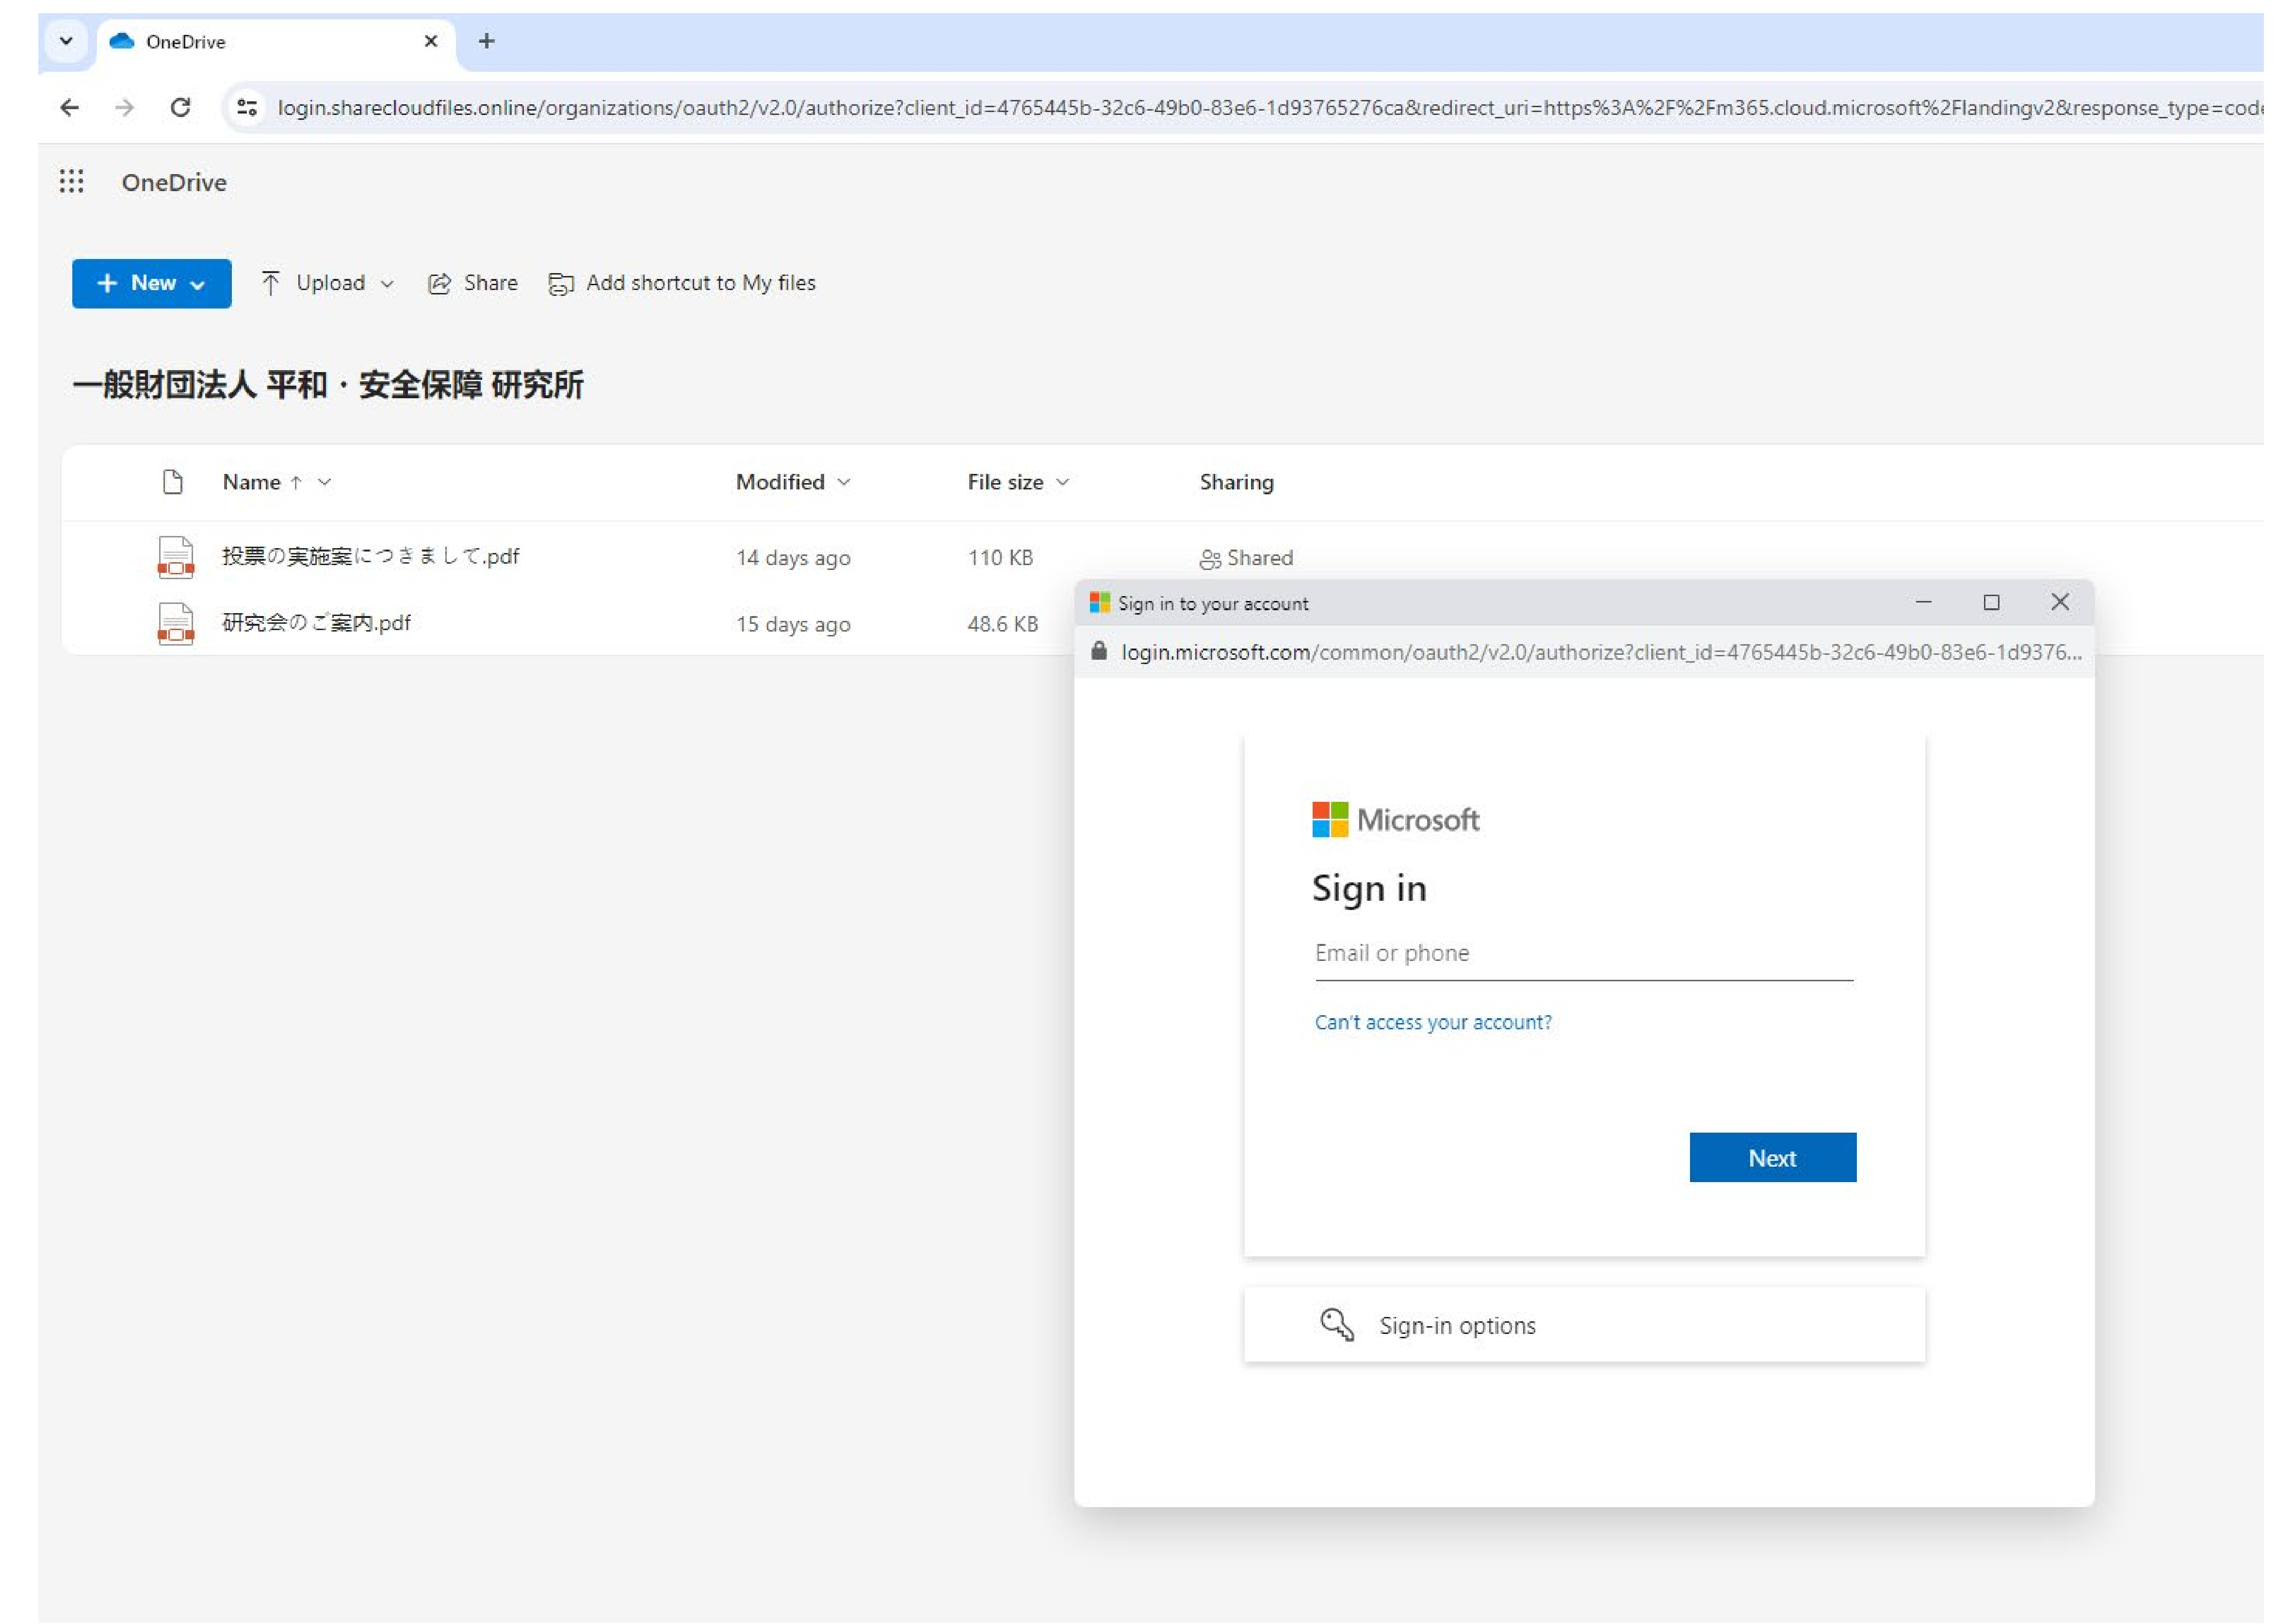 OneDrive
login.sharecloudfiles.online/organizations/oauth2/v2.0/authorize?client_id=4765445b-32c6-49b0-83e6-1d93765276ca&redirect_uri=https%3A%2F%2Fm365.cloud.microsoft%2Flandingv2&response_type=code
OneDrive
New Upload Share Add shortcut to My files
一般財団法人 平和・安全保障 研究所
Name Modified File size Sharing
投票の実施案につきまして.pdf 14 days ago 110 KB Shared
研究会のご案内.pdf 15 days ago 48.6 KB
Sign in to your account
login.microsoft.com/common/oauth2/v2.0/authorize?client_id=4765445b-32c6-49b0-83e6-1d9376...
Microsoft
Sign in
Email or phone
Can't access your account?
Next
Sign-in options